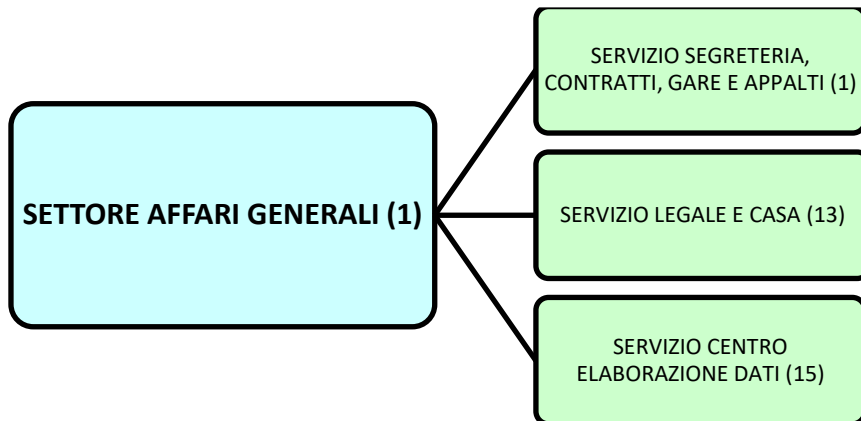 SETTORE AFFARI GENERALI (1)
SERVIZIO SEGRETERIA,
CONTRATTI, GARE E APPALTI (1)
SERVIZIO LEGALE E CASA (13)
SERVIZIO CENTRO
ELABORAZIONE DATI (15)